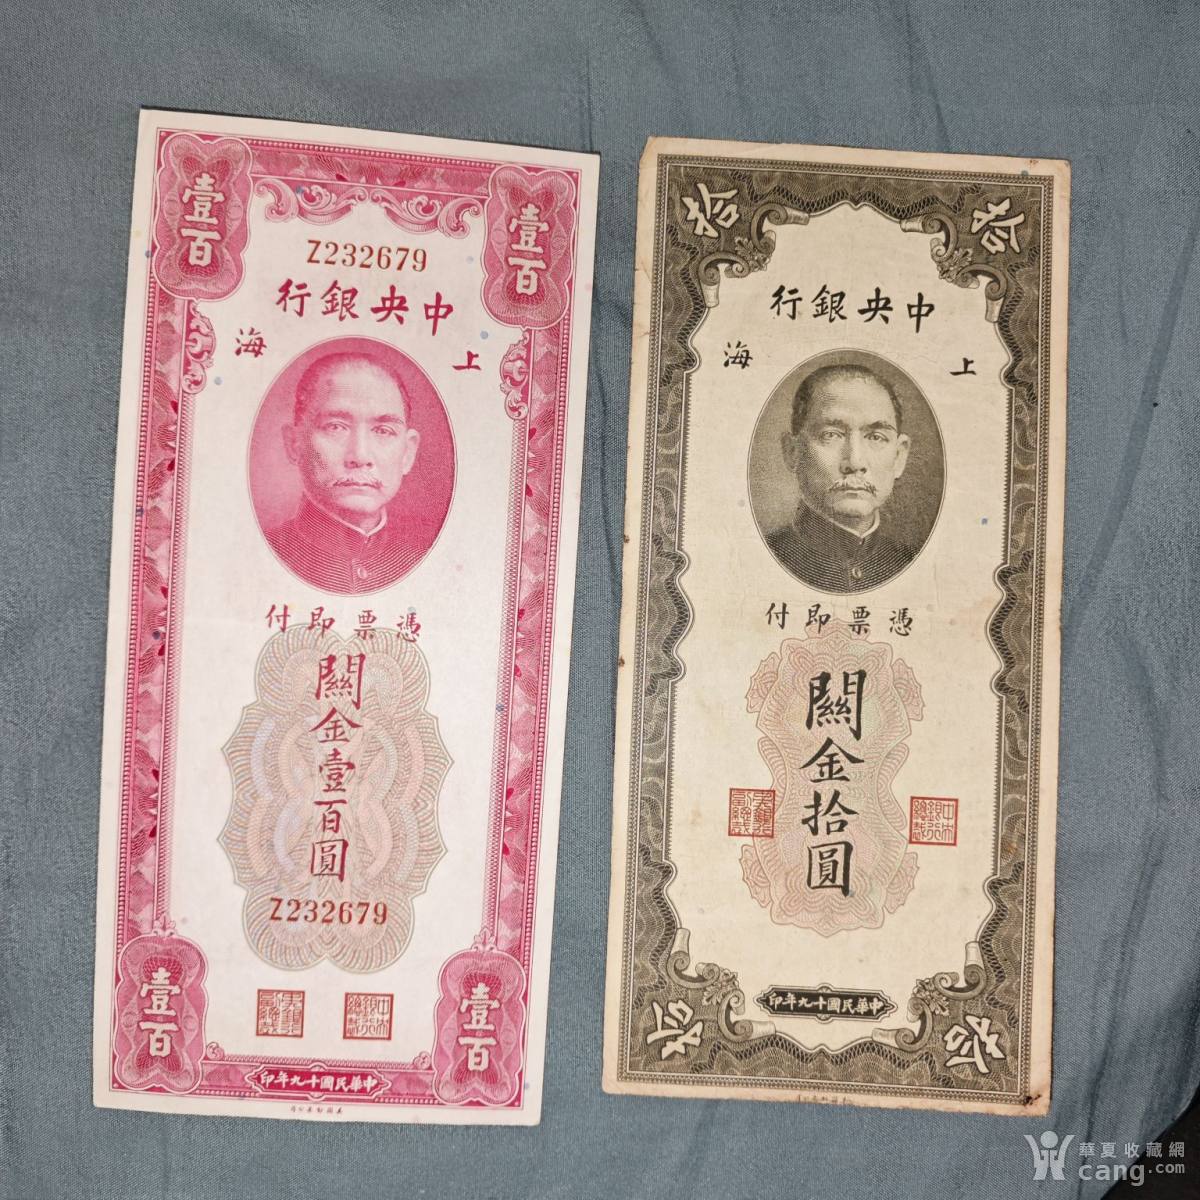 壹百
壹百
Z232679
中央銀行
上海
憑票即付
關金壹百圓
Z232679
壹百
壹百
中華民國十九年印
拾
拾
中央銀行
上海
憑票即付
關金拾圓
拾
拾
中華民國十九年印
華夏收藏網
cang.com